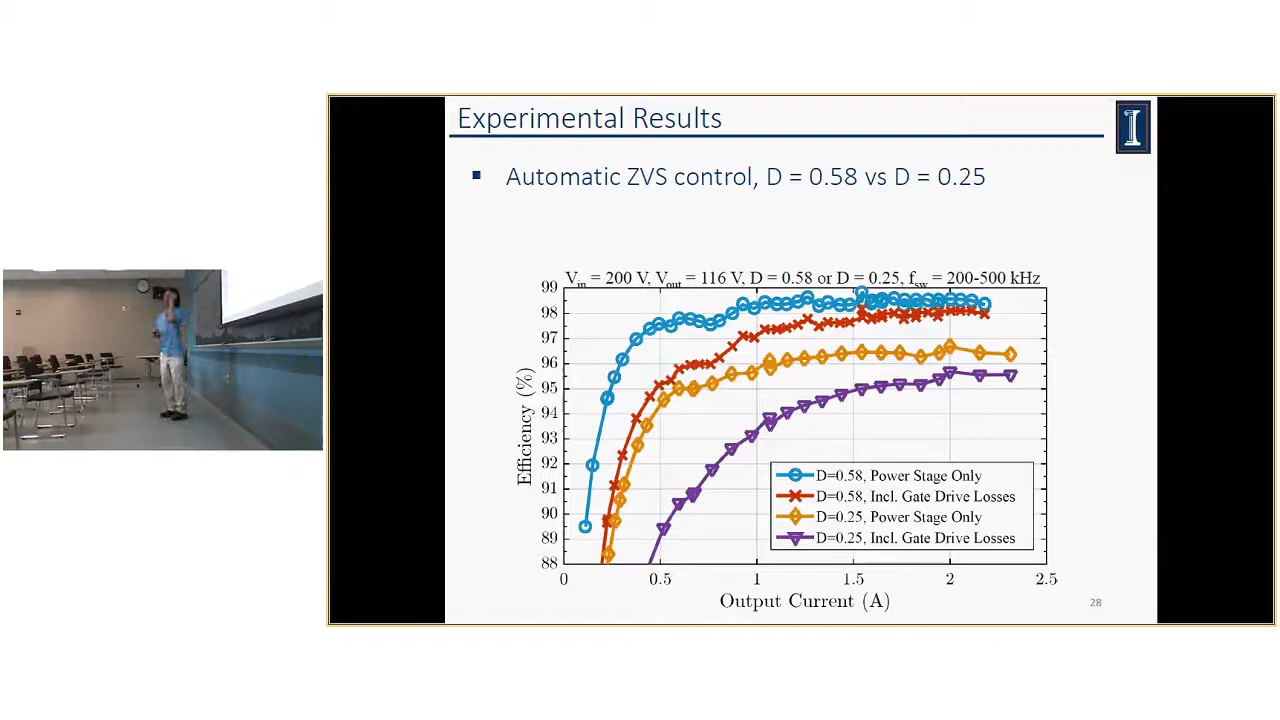 Experimental Results
I
▪ Automatic ZVS control, D = 0.58 vs D = 0.25
V_in = 200 V, V_out = 116 V, D = 0.58 or D = 0.25, f_sw = 200-500 kHz
99
98
97
96
95
94
93
92
91
90
89
88
Efficiency (%)
D=0.58, Power Stage Only
D=0.58, Incl. Gate Drive Losses
D=0.25, Power Stage Only
D=0.25, Incl. Gate Drive Losses
0 0.5 1 1.5 2 2.5
Output Current (A)
28